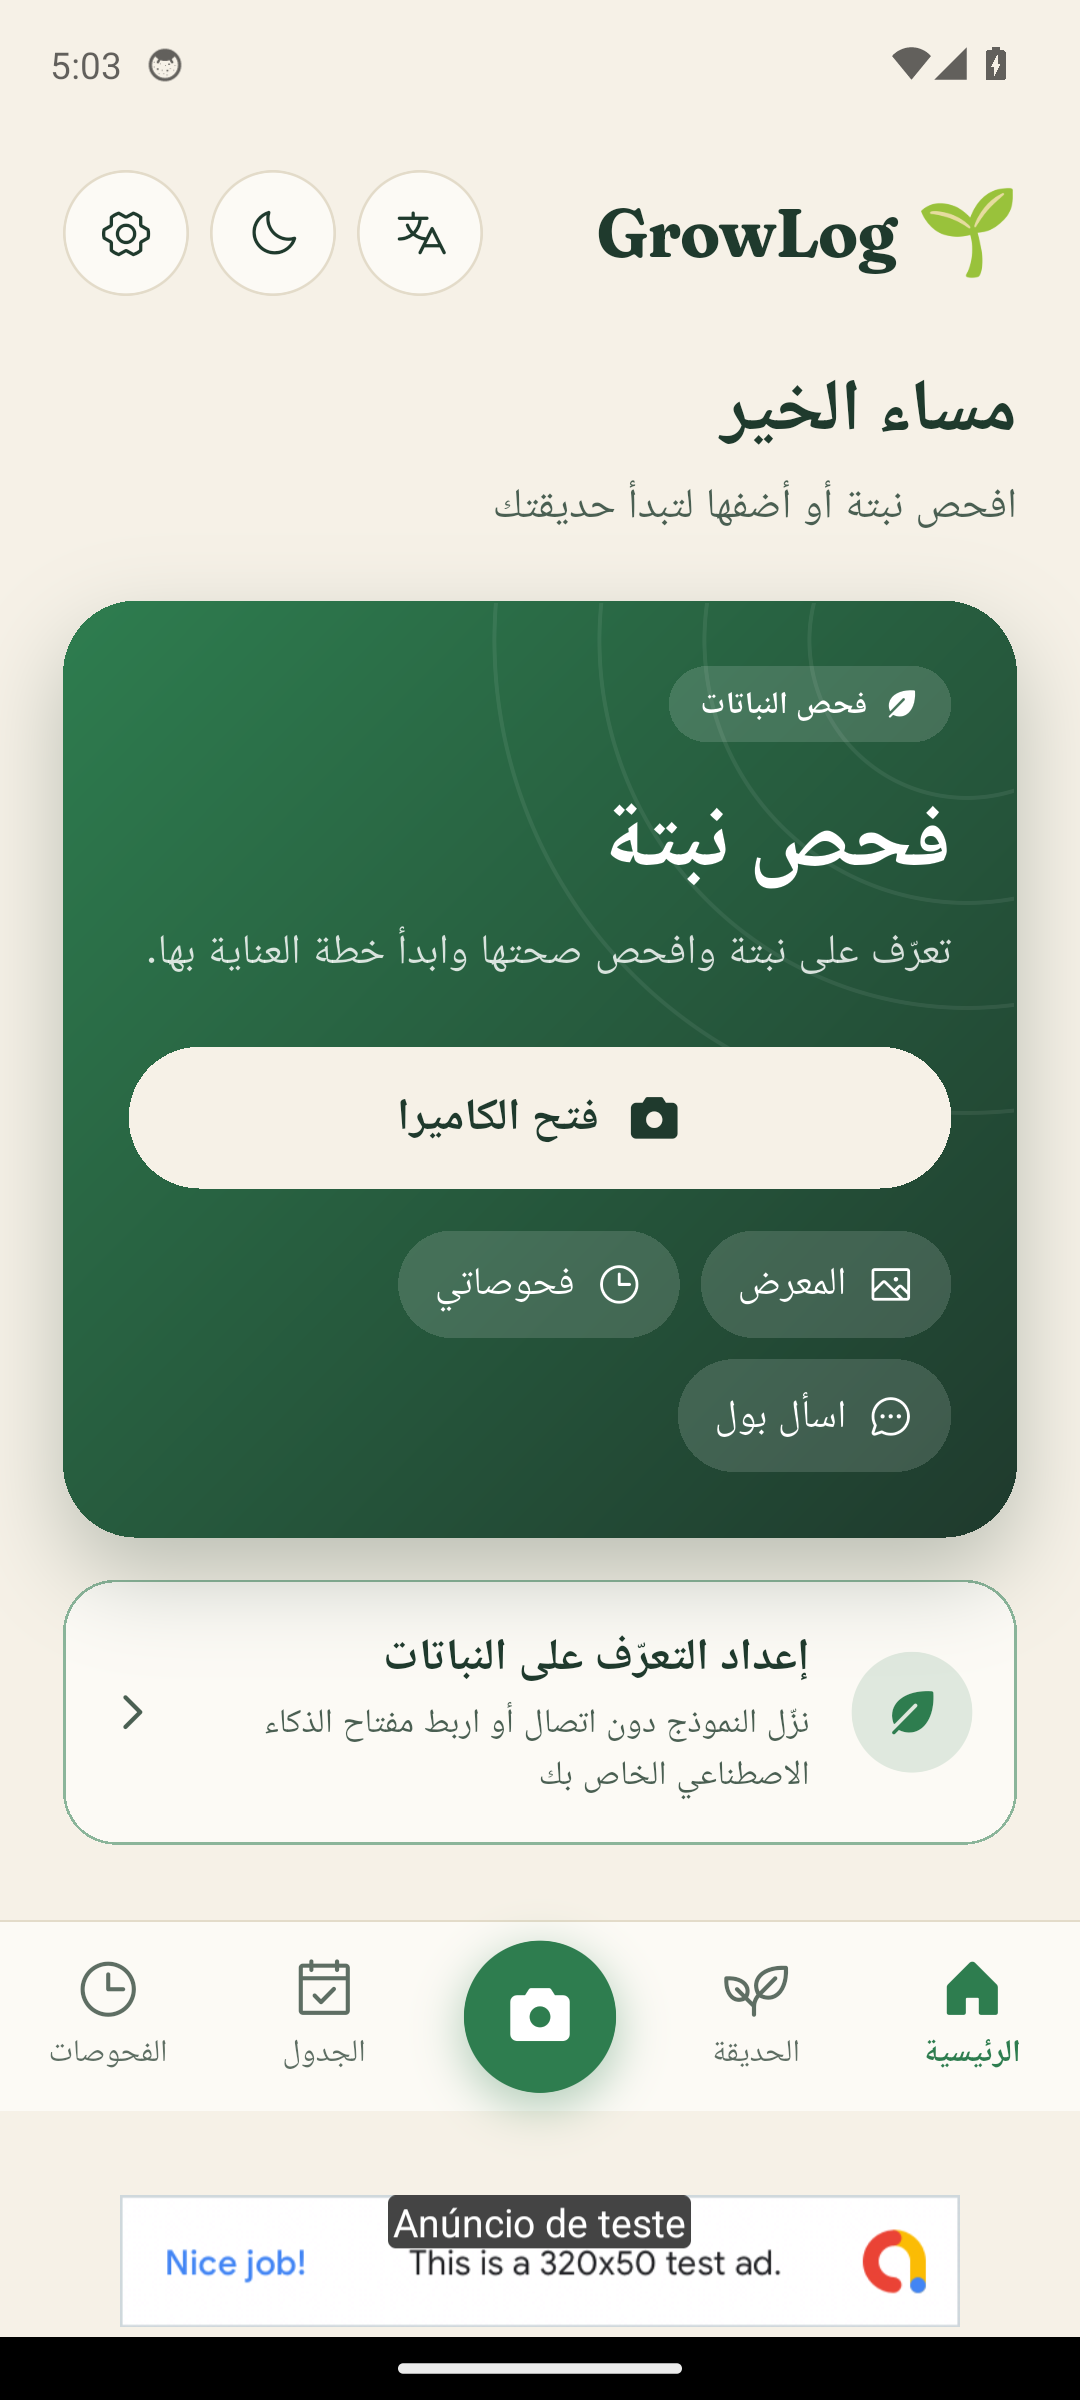 5:03
GrowLog
مساء الخير
افحص نبتة أو أضفها لتبدأ حديقتك
فحص النباتات
فحص نبتة
تعرّف على نبتة وافحص صحتها وابدأ خطة العناية بها.
فتح الكاميرا
المعرض
فحوصاتي
اسأل بول
إعداد التعرّف على النباتات
نزّل النموذج دون اتصال أو اربط مفتاح الذكاء
الاصطناعي الخاص بك
الرئيسية
الحديقة
الجدول
الفحوصات
Anúncio de teste
Nice job!
This is a 320x50 test ad.